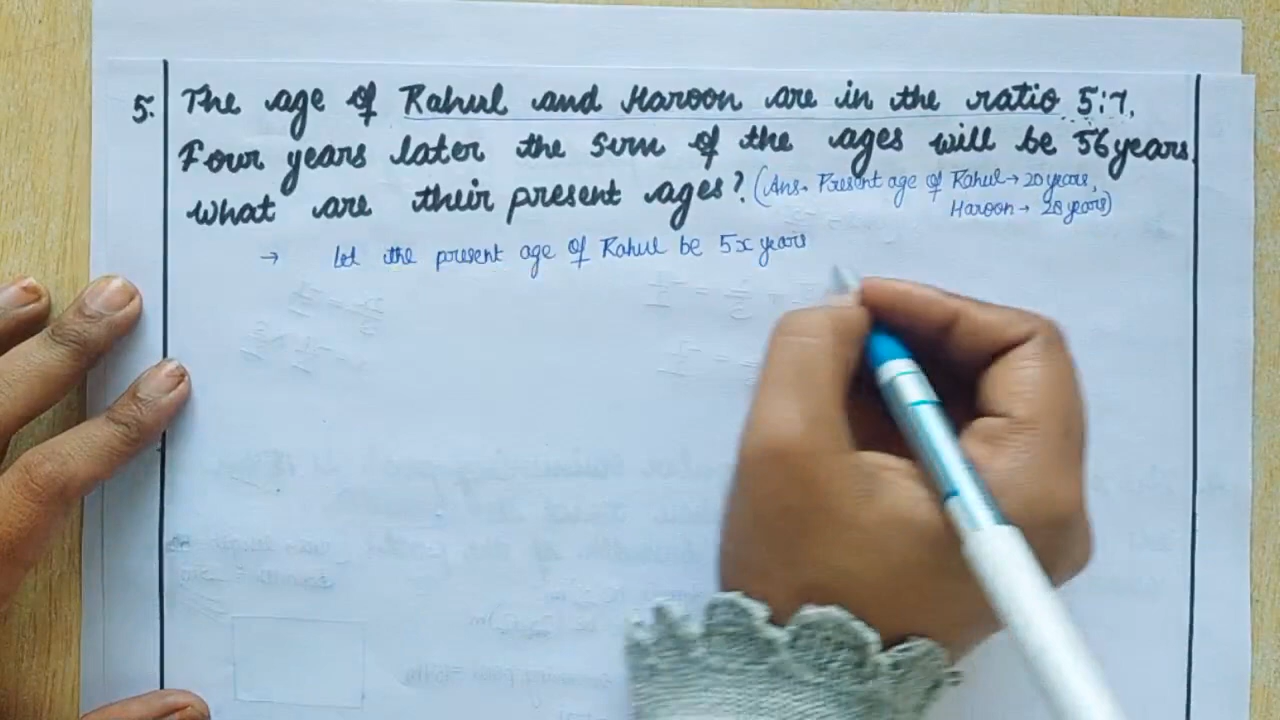 5. The age of Rahul and Haroon are in the ratio 5:7.
Four years later the sum of the ages will be 56 years.
What are their present ages? (Ans. Present age of Rahul → 20 years,
Haroon → 28 years)
→ Let the present age of Rahul be 5x years